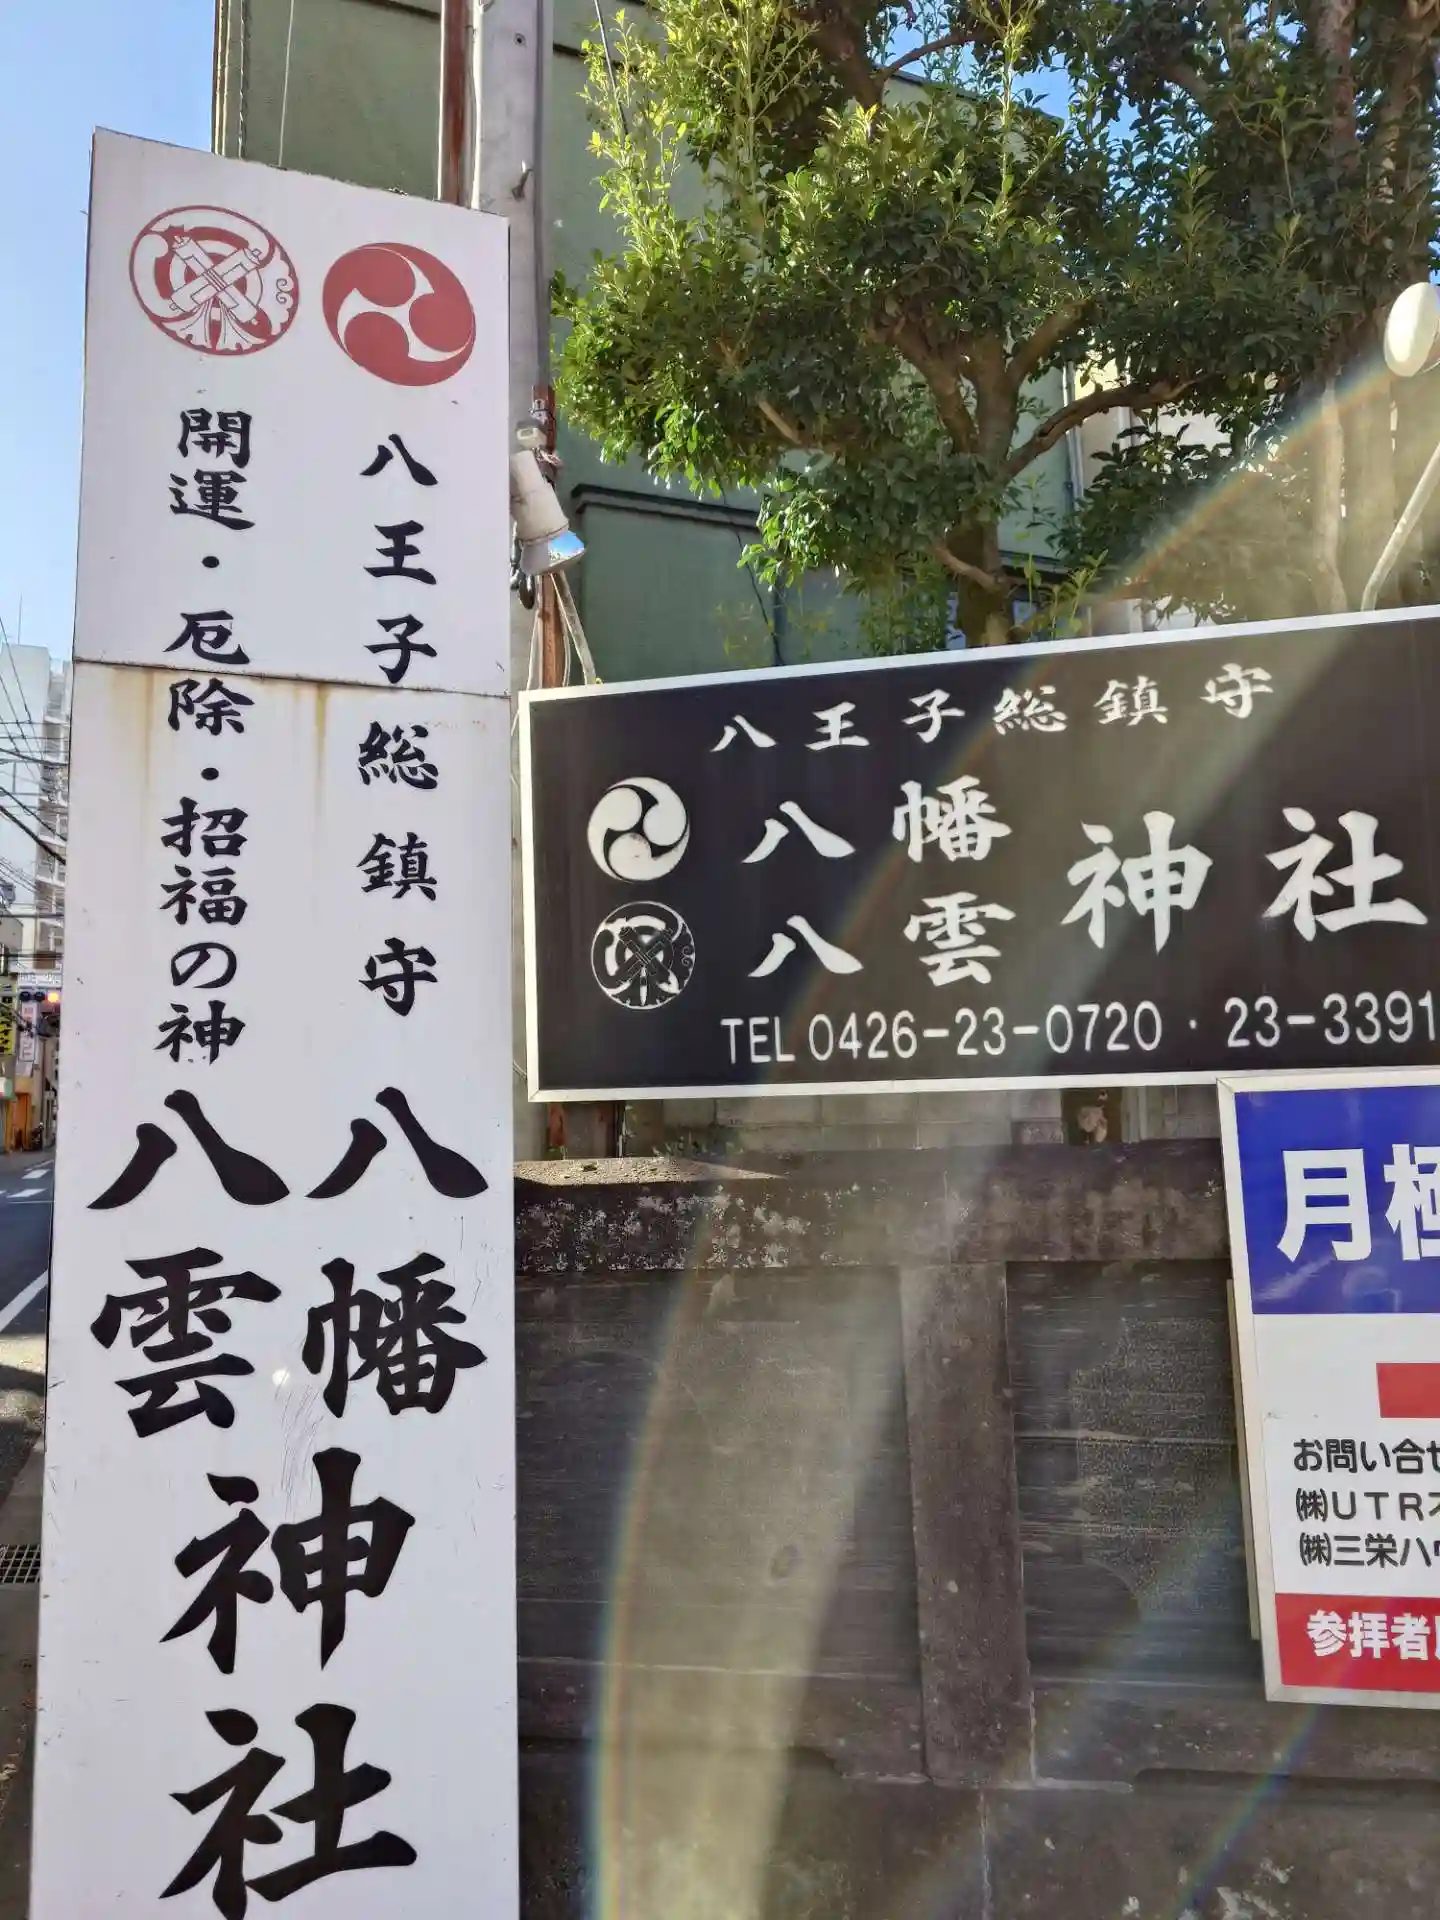 八王子総鎮守
開運・厄除・招福の神
八幡
八雲
神社
八王子総鎮守
八幡
八雲
神社
TEL 0426-23-0720・23-3391
月極
お問い合せ
㈱UTR
㈱三栄ハウ
参拝者